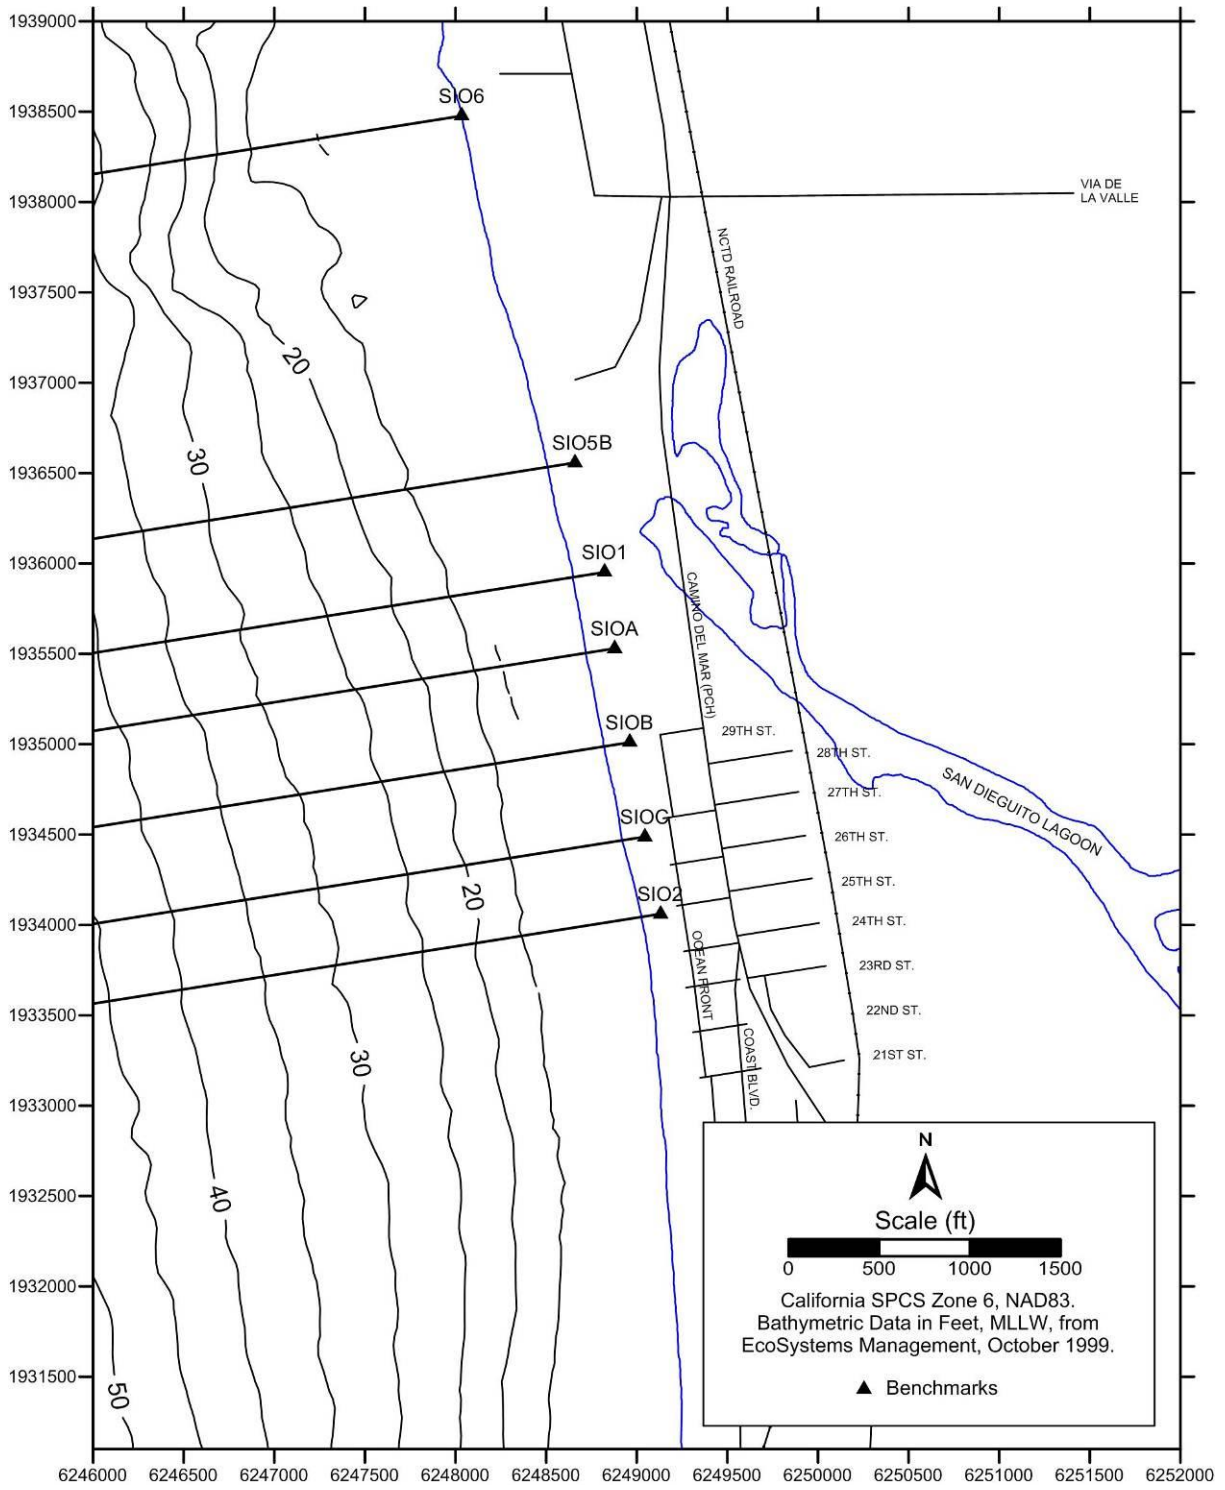 1939000
1938500
1938000
1937500
1937000
1936500
1936000
1935500
1935000
1934500
1934000
1933500
1933000
1932500
1932000
1931500
SIO6
VIA DE
LA VALLE
NCTD RAILROAD
20
30
SIO5B
SIO1
CAMINO DEL MAR (PCH)
SIOA
SIOB
29TH ST.
28TH ST.
27TH ST.
SAN DIEGUITO LAGOON
SIOC
26TH ST.
25TH ST.
20
SIO2
24TH ST.
OCEAN FRONT
23RD ST.
22ND ST.
21ST ST.
30
COAST BLVD.
40
50
N
Scale (ft)
0 500 1000 1500
California SPCS Zone 6, NAD83.
Bathymetric Data in Feet, MLLW, from
EcoSystems Management, October 1999.
Benchmarks
6246000 6246500 6247000 6247500 6248000 6248500 6249000 6249500 6250000 6250500 6251000 6251500 6252000